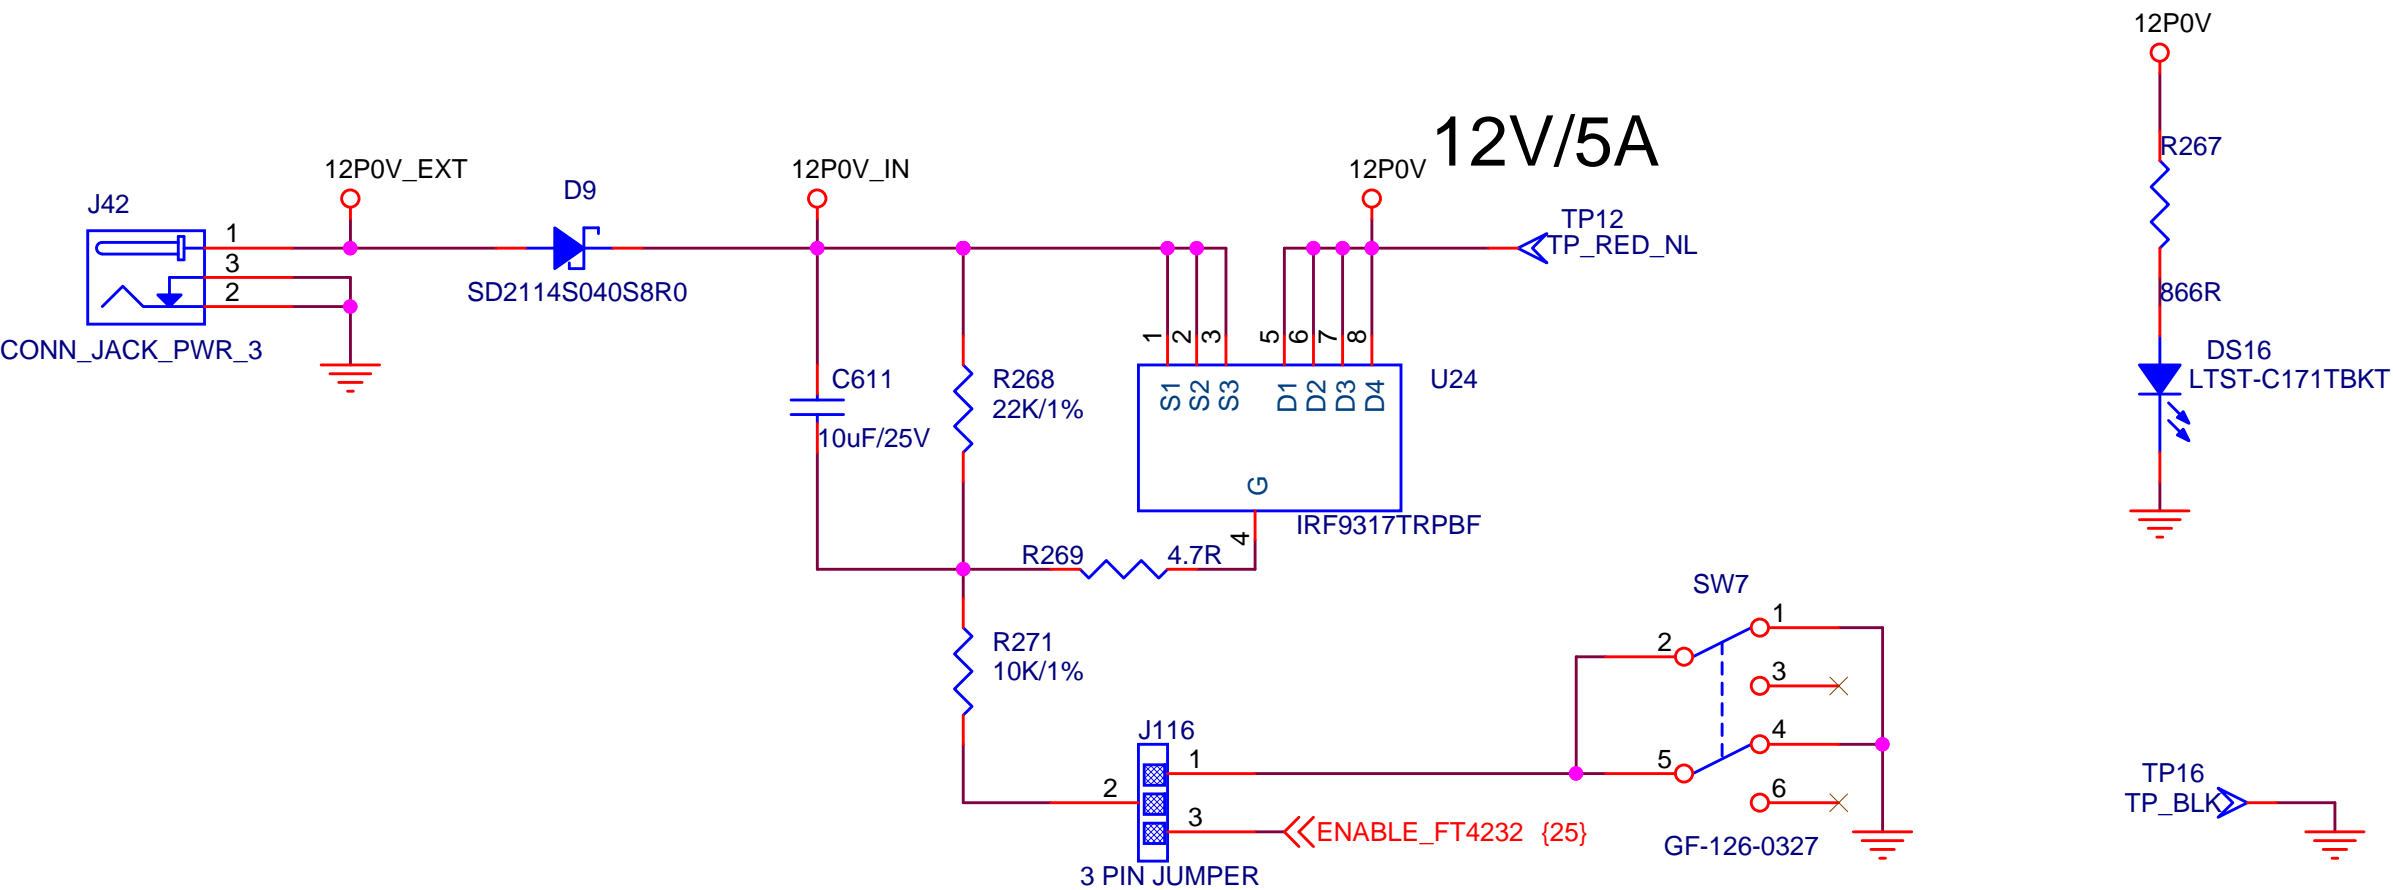 12P0V
12V/5A
R267
12P0V_EXT
12P0V_IN
12P0V
D9
J42
TP12
TP_RED_NL
1
3
2
SD2114S040S8R0
866R
1
2
3
5
6
7
8
CONN_JACK_PWR_3
DS16
LTST-C171TBKT
C611
10uF/25V
R268
22K/1%
S1
S2
S3
D1
D2
D3
D4
U24
G
IRF9317TRPBF
4
R269
4.7R
SW7
1
2
3
4
5
6
GF-126-0327
R271
10K/1%
J116
1
2
3
ENABLE_FT4232 {25}
3 PIN JUMPER
TP16
TP_BLK